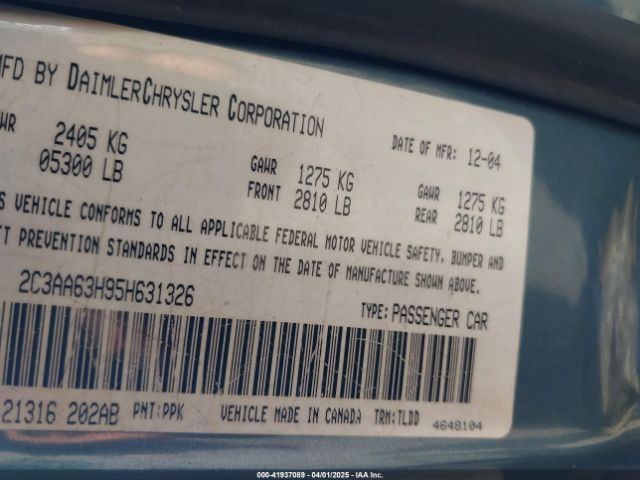 MFD BY DAIMLERCHRYSLER CORPORATION
DATE OF MFR: 12-04
2405 KG
05300 LB
GAWR FRONT 1275 KG
2810 LB
GAWR REAR 1275 KG
2810 LB
VEHICLE CONFORMS TO ALL APPLICABLE FEDERAL MOTOR VEHICLE SAFETY, BUMPER AND
PREVENTION STANDARDS IN EFFECT ON THE DATE OF MANUFACTURE SHOWN ABOVE.
2C3AA63H95H631326
TYPE: PASSENGER CAR
21316 202AB PNT:PPK VEHICLE MADE IN CANADA TRM:TLDD
4648104
000-41937089 - 04/01/2025 - IAA Inc.